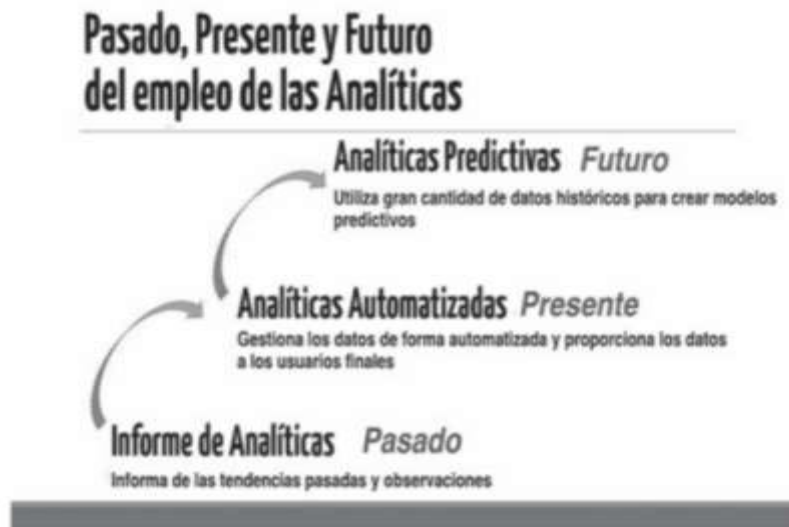 Pasado, Presente y Futuro
del empleo de las Analíticas
Analíticas Predictivas Futuro
Utiliza gran cantidad de datos históricos para crear modelos
predictivos
Analíticas Automatizadas Presente
Gestiona los datos de forma automatizada y proporciona los datos
a los usuarios finales
Informe de Analíticas Pasado
Informa de las tendencias pasadas y observaciones